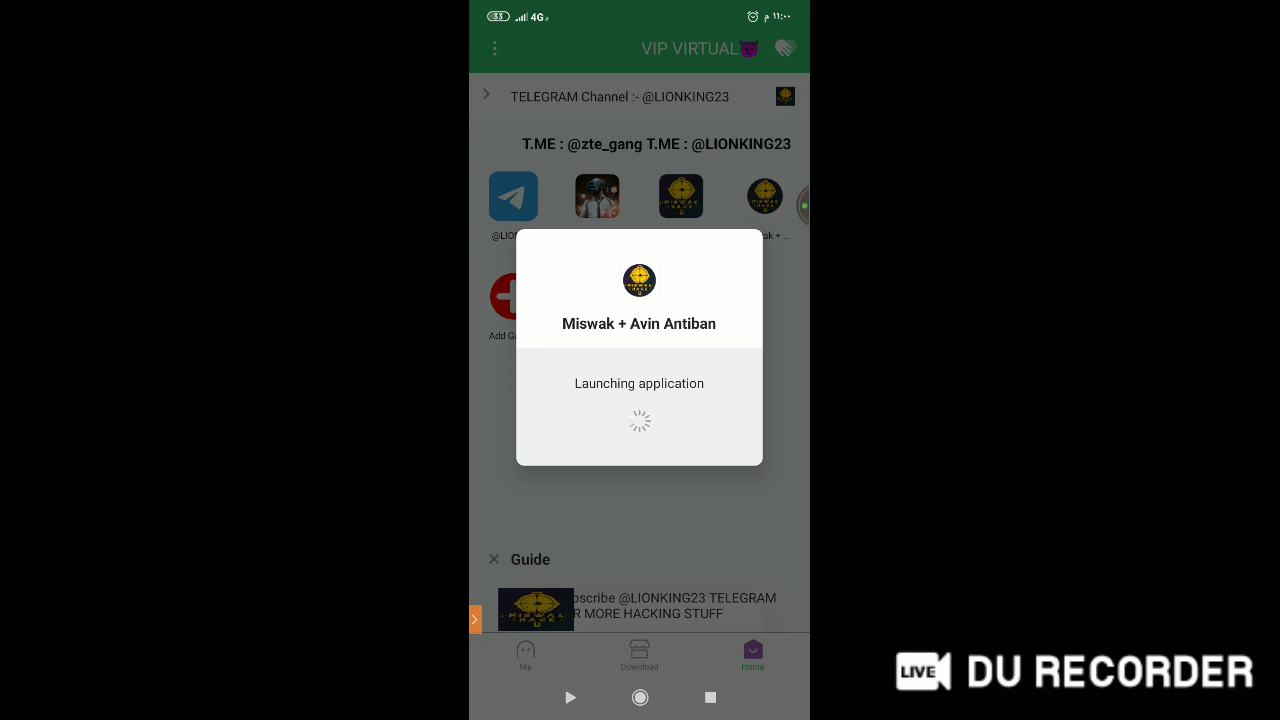 33 4G
م ١١:٠٠
VIP VIRTUAL😈
TELEGRAM Channel :- @LIONKING23
T.ME : @zte_gang T.ME : @LIONKING23
Miswak + Avin Antiban
Launching application
Guide
@LIONKING23 TELEGRAM
MORE HACKING STUFF
Me
Download
Home
LIVE DU RECORDER